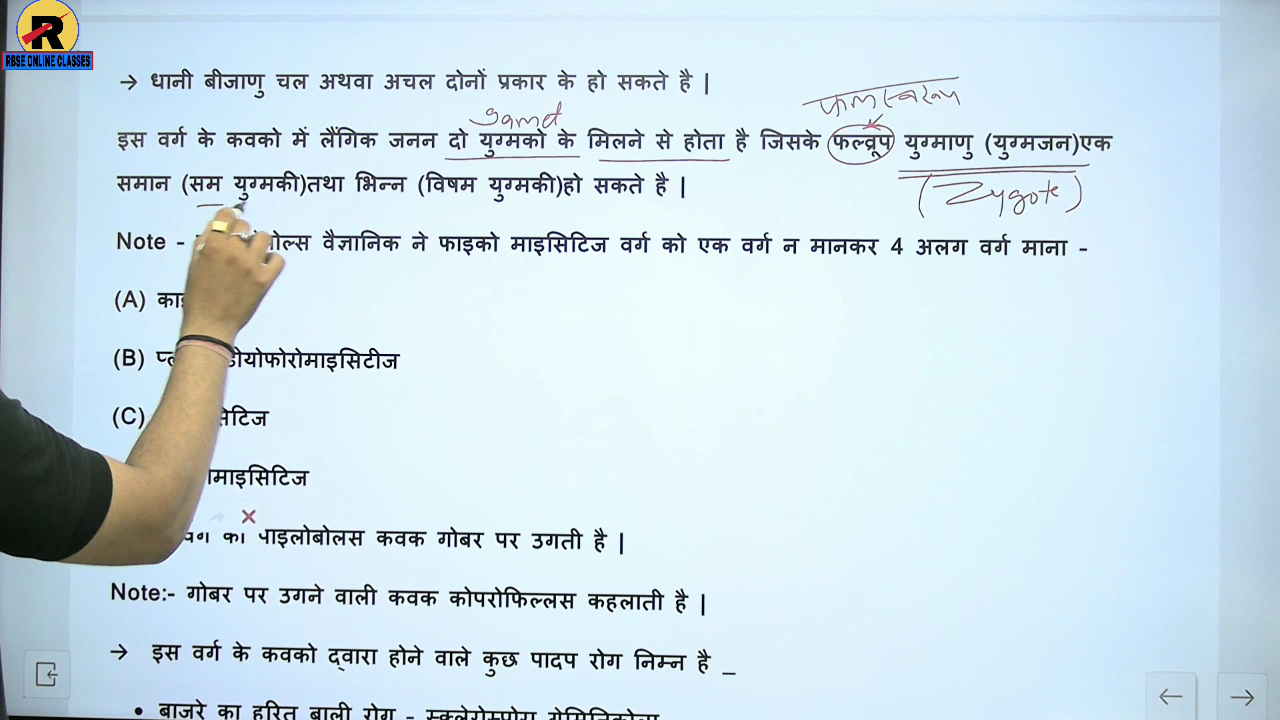 R
RBSE ONLINE CLASSES
→ धानी बीजाणु चल अथवा अचल दोनों प्रकार के हो सकते है |
फलस्वरूप
gamet
इस वर्ग के कवको में लैंगिक जनन दो युग्मको के मिलने से होता है जिसके फल्व्रूप युग्माणु (युग्मजन)एक
समान (सम युग्मकी)तथा भिन्न (विषम युग्मकी)हो सकते है |
(Zygote)
Note - वैज्ञानिक ने फाइको माइसिटिज वर्ग को एक वर्ग न मानकर 4 अलग वर्ग माना -
(A)
(B)
(C)
पाइलोबोलस कवक गोबर पर उगती है |
Note:- गोबर पर उगने वाली कवक कोपरोफिल्लस कहलाती है |
→ इस वर्ग के कवको द्वारा होने वाले कुछ पादप रोग निम्न है _
• बाजरे का हरित बाली रोग -